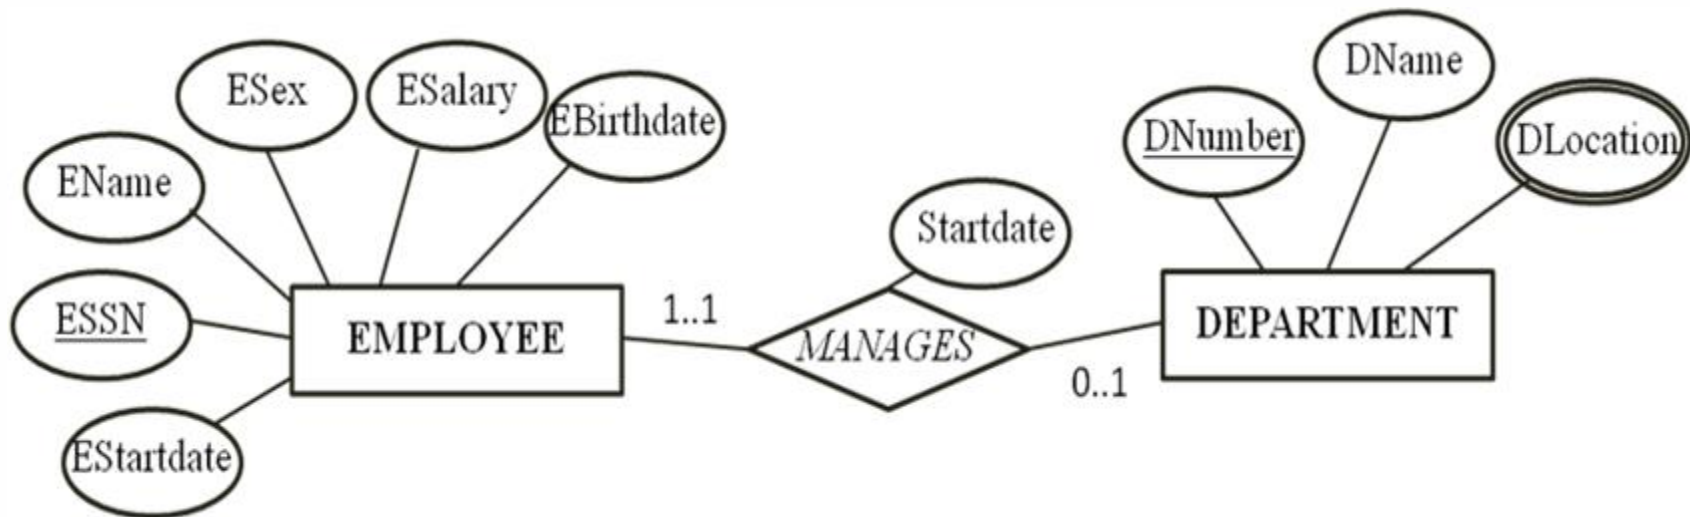 DName
ESex
ESalary
EBirthdate
DNumber
DLocation
EName
Startdate
ESSN
1..1
EMPLOYEE
MANAGES
DEPARTMENT
0..1
EStartdate